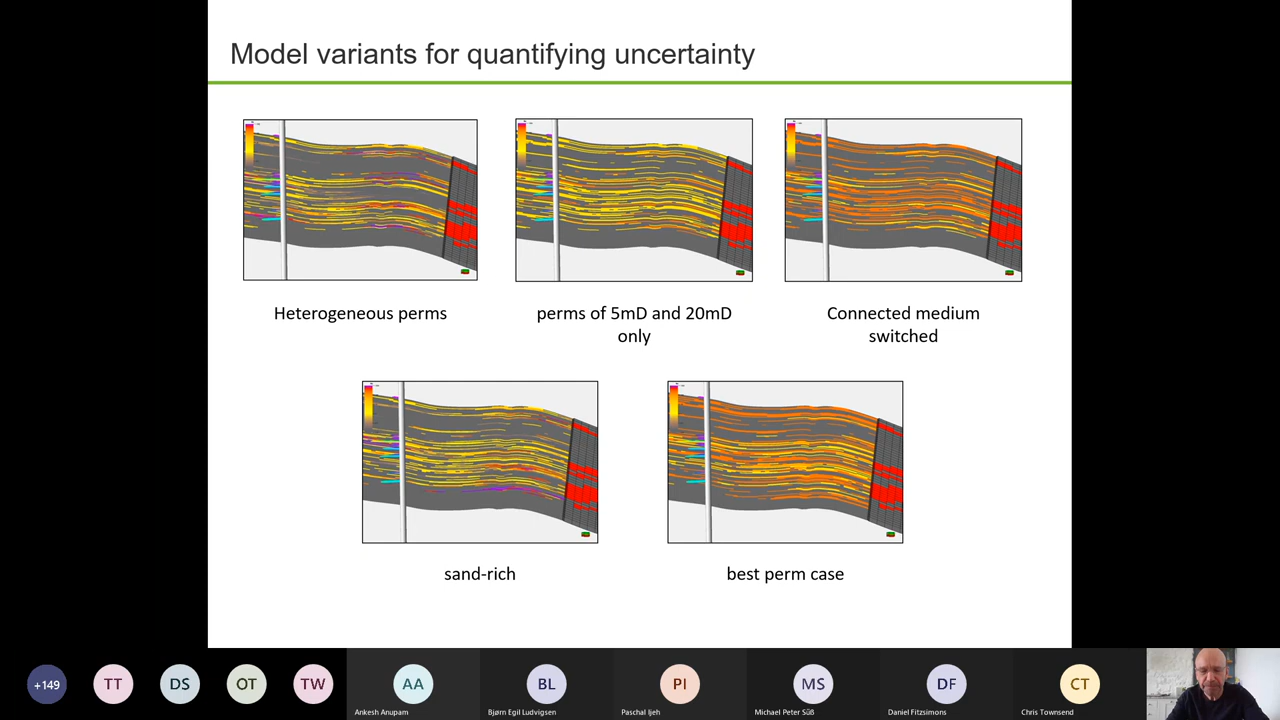 Model variants for quantifying uncertainty
Heterogeneous perms
perms of 5mD and 20mD
only
Connected medium
switched
sand-rich
best perm case
+149
TT
DS
OT
TW
AA
BL
PI
MS
DF
CT
Ankesh Anupam
Bjørn Egil Ludvigsen
Paschal Ijeh
Michael Peter Süß
Daniel Fitzsimons
Chris Townsend